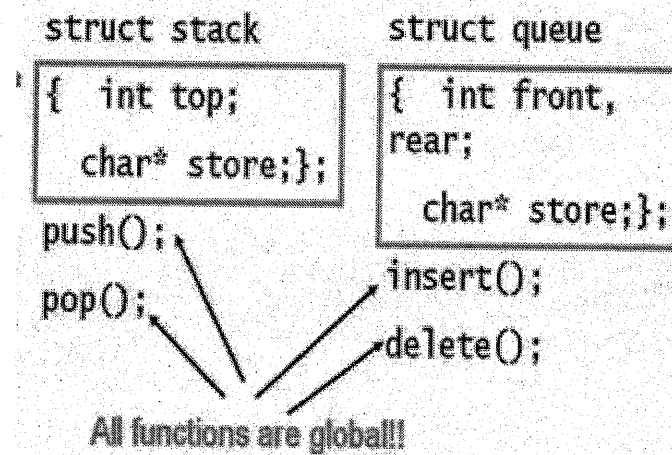 struct stack
{ int top;
char* store;};
push();
pop();
struct queue
{ int front,
rear;
char* store;};
insert();
delete();
All functions are global!!